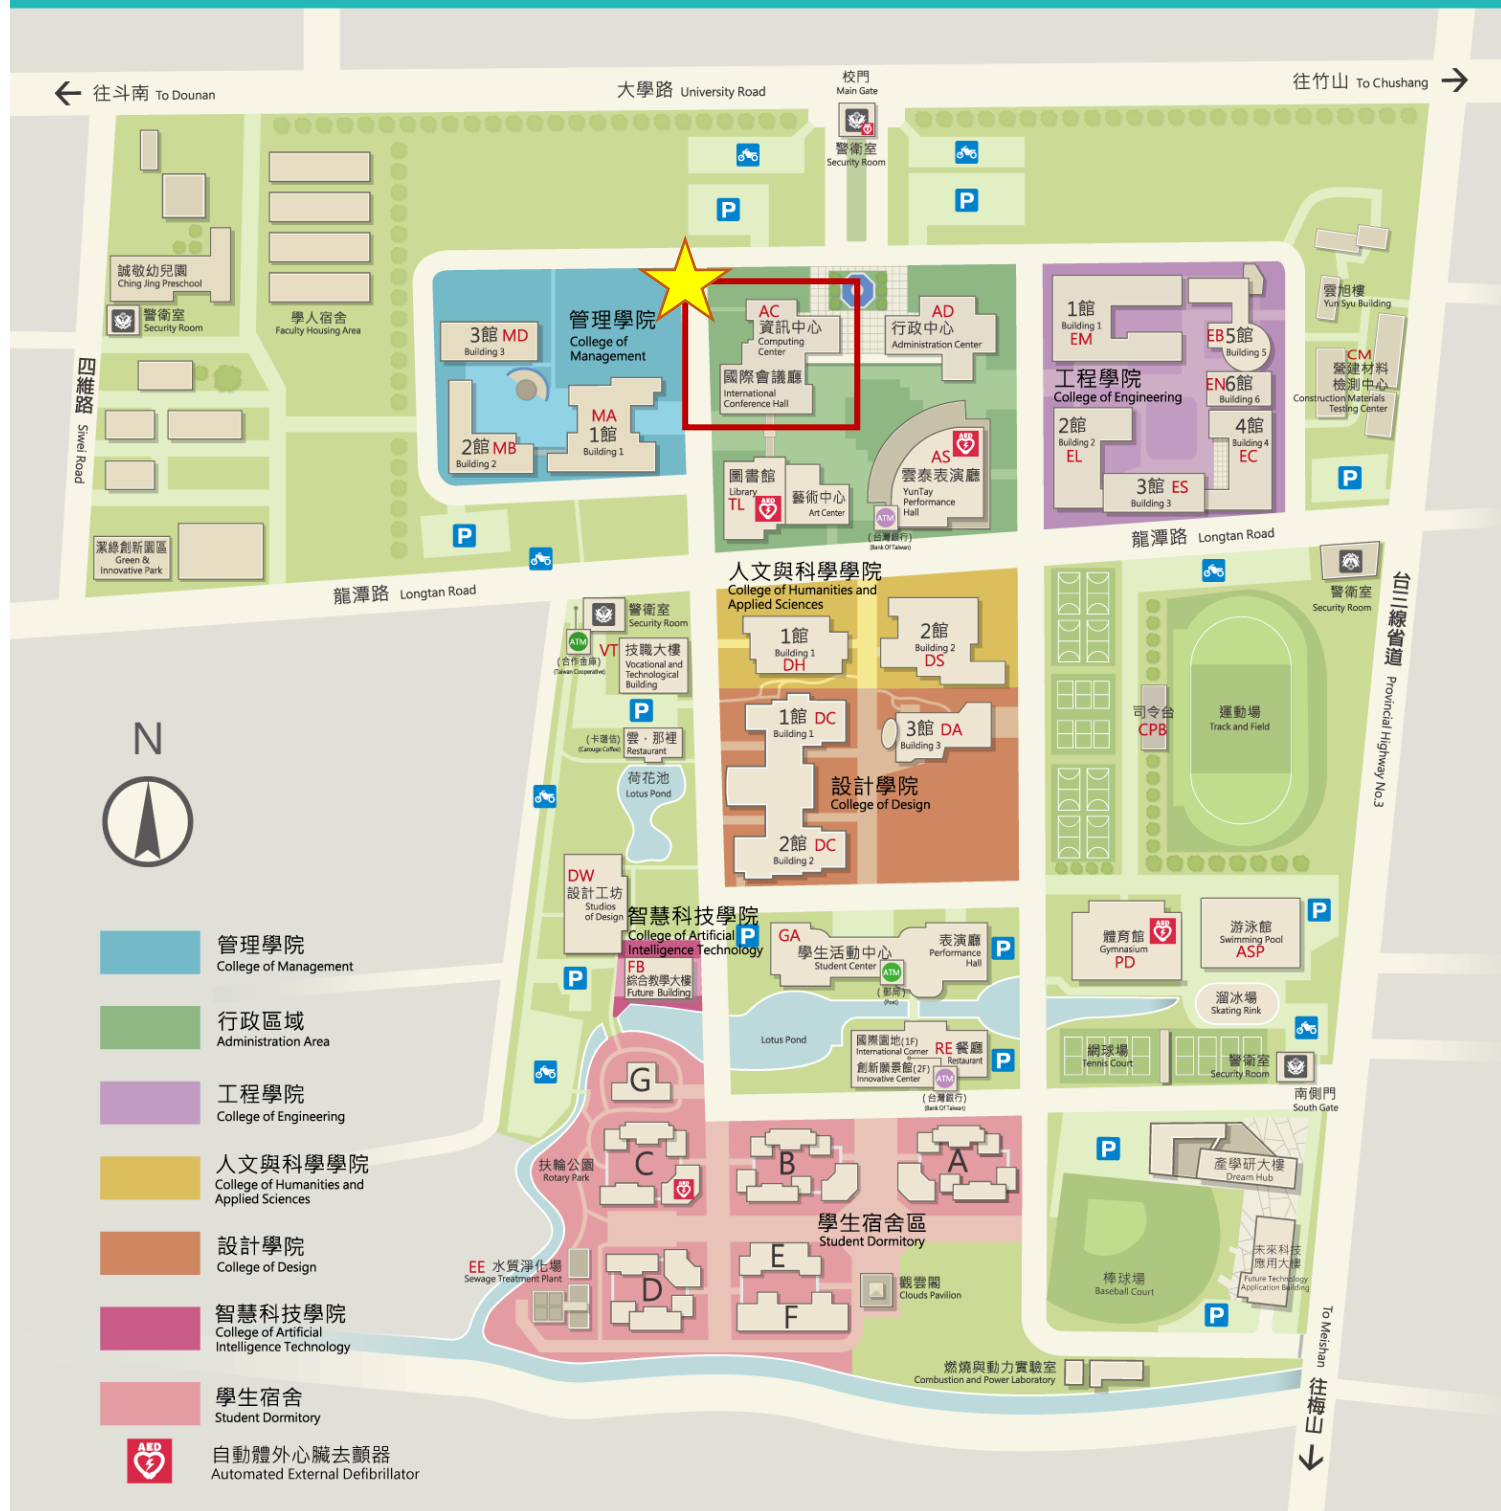 往斗南 To Dounan
大學路 University Road
校門
Main Gate
往竹山 To Chushang
警衛室
Security Room
P
P
誠敬幼兒園
Ching Jing Preschool
警衛室
Security Room
學人宿舍
Faculty Housing Area
四維路 Siwei Road
3館 MD
Building 3
管理學院
College of
Management
MA
1館
Building 1
2館 MB
Building 2
AC
資訊中心
Computing
Center
國際會議廳
International
Conference Hall
AD
行政中心
Administration Center
1館
Building 1
EM
EB 5館
Building 5
工程學院
College of Engineering
EN 6館
Building 6
2館
Building 2
EL
4館
Building 4
EC
3館 ES
Building 3
雲旭樓
Yun Syu Building
CM
營建材料
檢測中心
Construction Materials
Testing Center
P
圖書館
Library
TL
AED
藝術中心
Art Center
AED
AS
雲泰表演廳
YunTay
Performance
Hall
ATM
(台灣銀行)
(Bank Of Taiwan)
P
潔綠創新園區
Green &
Innovative Park
龍潭路 Longtan Road
龍潭路 Longtan Road
警衛室
Security Room
台三線省道 Provincial Highway No.3
人文與科學學院
College of Humanities and
Applied Sciences
1館
Building 1
DH
2館
Building 2
DS
警衛室
Security Room
ATM
(合作金庫)
(Taiwan Cooperative)
VT 技職大樓
Vocational and
Technological
Building
P
(卡蘿佶)
(Carouge Coffee)
雲・那裡
Restaurant
荷花池
Lotus Pond
1館 DC
Building 1
3館 DA
Building 3
設計學院
College of Design
2館 DC
Building 2
司令台
CPB
運動場
Track and Field
N
DW
設計工坊
Studios
of Design
智慧科技學院
College of Artificial
Intelligence Technology
P
FB
綜合教學大樓
Future Building
P
GA
學生活動中心
Student Center
ATM
(郵局)
(Post)
表演廳
Performance
Hall
P
體育館
Gymnasium
PD
AED
游泳館
Swimming Pool
ASP
P
溜冰場
Skating Rink
Lotus Pond
國際園地(1F)
International Corner
創新願景館(2F)
Innovative Center
RE 餐廳
Restaurant
ATM
(台灣銀行)
(Bank Of Taiwan)
P
網球場
Tennis Court
警衛室
Security Room
南側門
South Gate
G
扶輪公園
Rotary Park
C
AED
B
A
學生宿舍區
Student Dormitory
P
產學研大樓
Dream Hub
EE 水質淨化場
Sewage Treatment Plant
D
E
F
觀雲閣
Clouds Pavilion
棒球場
Baseball Court
未來科技
應用大樓
Future Technology
Application Building
P
燃燒與動力實驗室
Combustion and Power Laboratory
To Meishan 往梅山
管理學院
College of Management
行政區域
Administration Area
工程學院
College of Engineering
人文與科學學院
College of Humanities and
Applied Sciences
設計學院
College of Design
智慧科技學院
College of Artificial
Intelligence Technology
學生宿舍
Student Dormitory
AED
自動體外心臟去顫器
Automated External Defibrillator